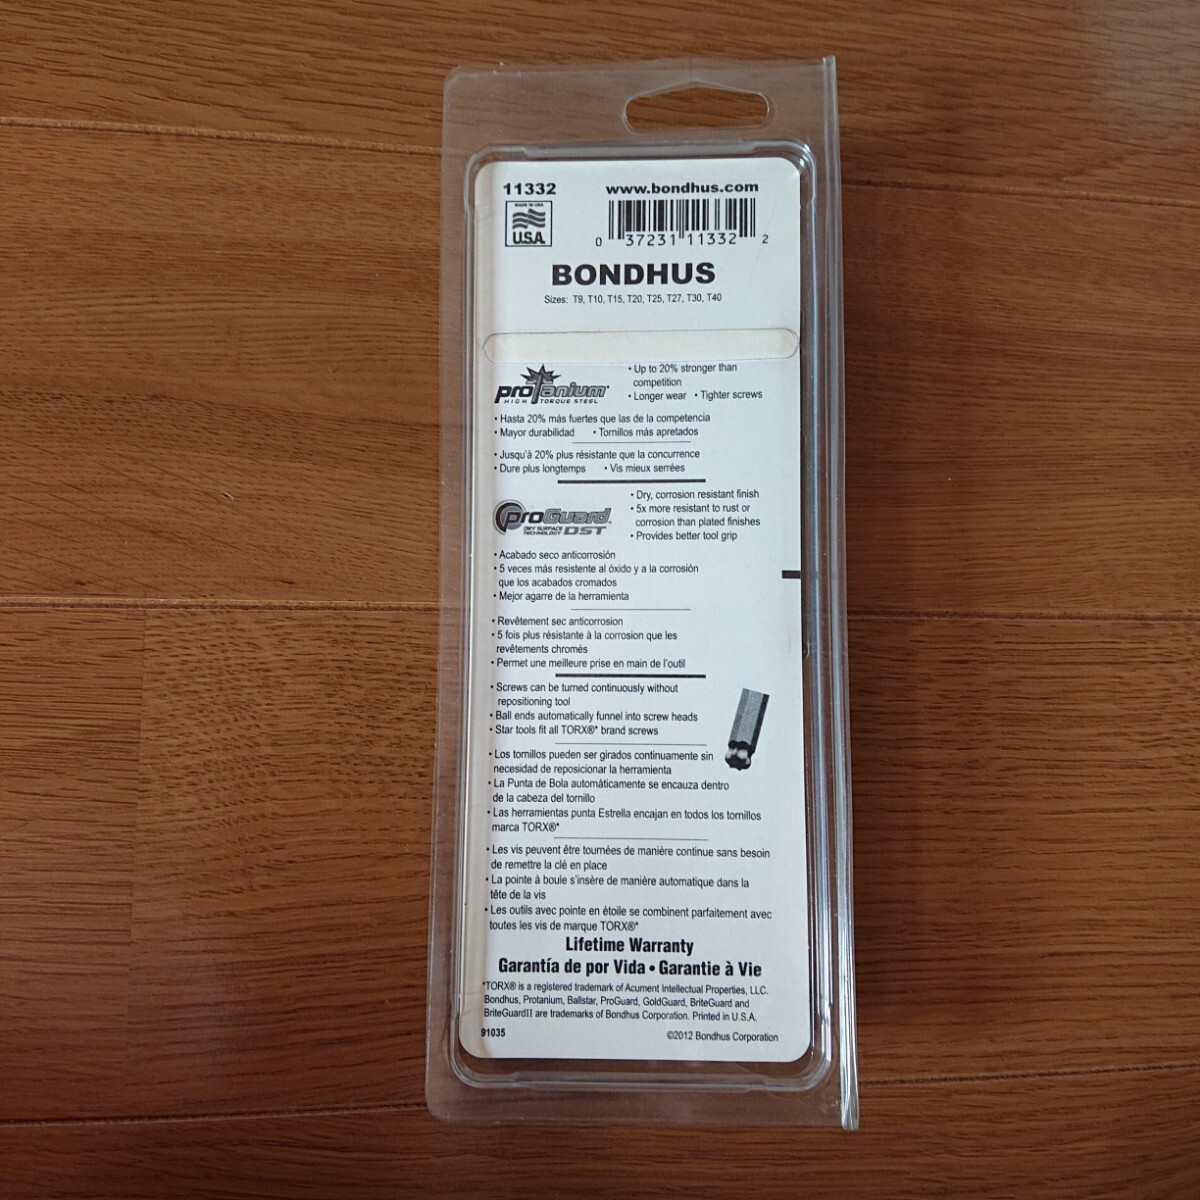 11332
www.bondhus.com
MADE IN USA
U.S.A.
0 37231 11332 2
BONDHUS
Sizes: T9, T10, T15, T20, T25, T27, T30, T40
proTanium
HIGH TORQUE STEEL
• Up to 20% stronger than
competition
• Longer wear • Tighter screws
• Hasta 20% más fuertes que las de la competencia
• Mayor durabilidad • Tornillos más apretados
• Jusqu'à 20% plus résistante que la concurrence
• Dure plus longtemps • Vis mieux serrées
proGuard
DRY SURFACE
TECHNOLOGY DST
• Dry, corrosion resistant finish
• 5x more resistant to rust or
corrosion than plated finishes
• Provides better tool grip
• Acabado seco anticorrosión
• 5 veces más resistente al óxido y a la corrosión
que los acabados cromados
• Mejor agarre de la herramienta
• Revêtement sec anticorrosion
• 5 fois plus résistante à la corrosion que les
revêtements chromés
• Permet une meilleure prise en main de l'outil
• Screws can be turned continuously without
repositioning tool
• Ball ends automatically funnel into screw heads
• Star tools fit all TORX®* brand screws
• Los tornillos pueden ser girados continuamente sin
necesidad de reposicionar la herramienta
• La Punta de Bola automáticamente se encauza dentro
de la cabeza del tornillo
• Las herramientas punta Estrella encajan en todos los tornillos
marca TORX®*
• Les vis peuvent être tournées de manière continue sans besoin
de remettre la clé en place
• La pointe à boule s'insère de manière automatique dans la
tête de la vis
• Les outils avec pointe en étoile se combinent parfaitement avec
toutes les vis de marque TORX®*
Lifetime Warranty
Garantía de por Vida • Garantie à Vie
*TORX® is a registered trademark of Acument Intellectual Properties, LLC.
Bondhus, Protanium, Ballstar, ProGuard, GoldGuard, BriteGuard and
BriteGuardII are trademarks of Bondhus Corporation. Printed in U.S.A.
91035
©2012 Bondhus Corporation